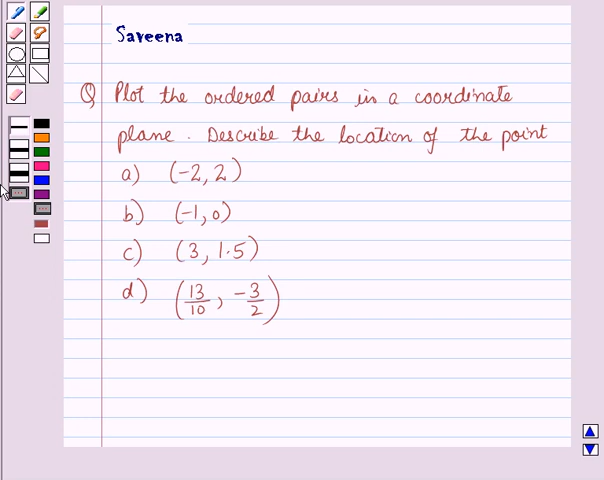 Saveena
Q Plot the ordered pairs in a coordinate
plane. Describe the location of the point
a) (-2, 2)
b) (-1, 0)
c) (3, 1.5)
d) (13/10, -3/2)